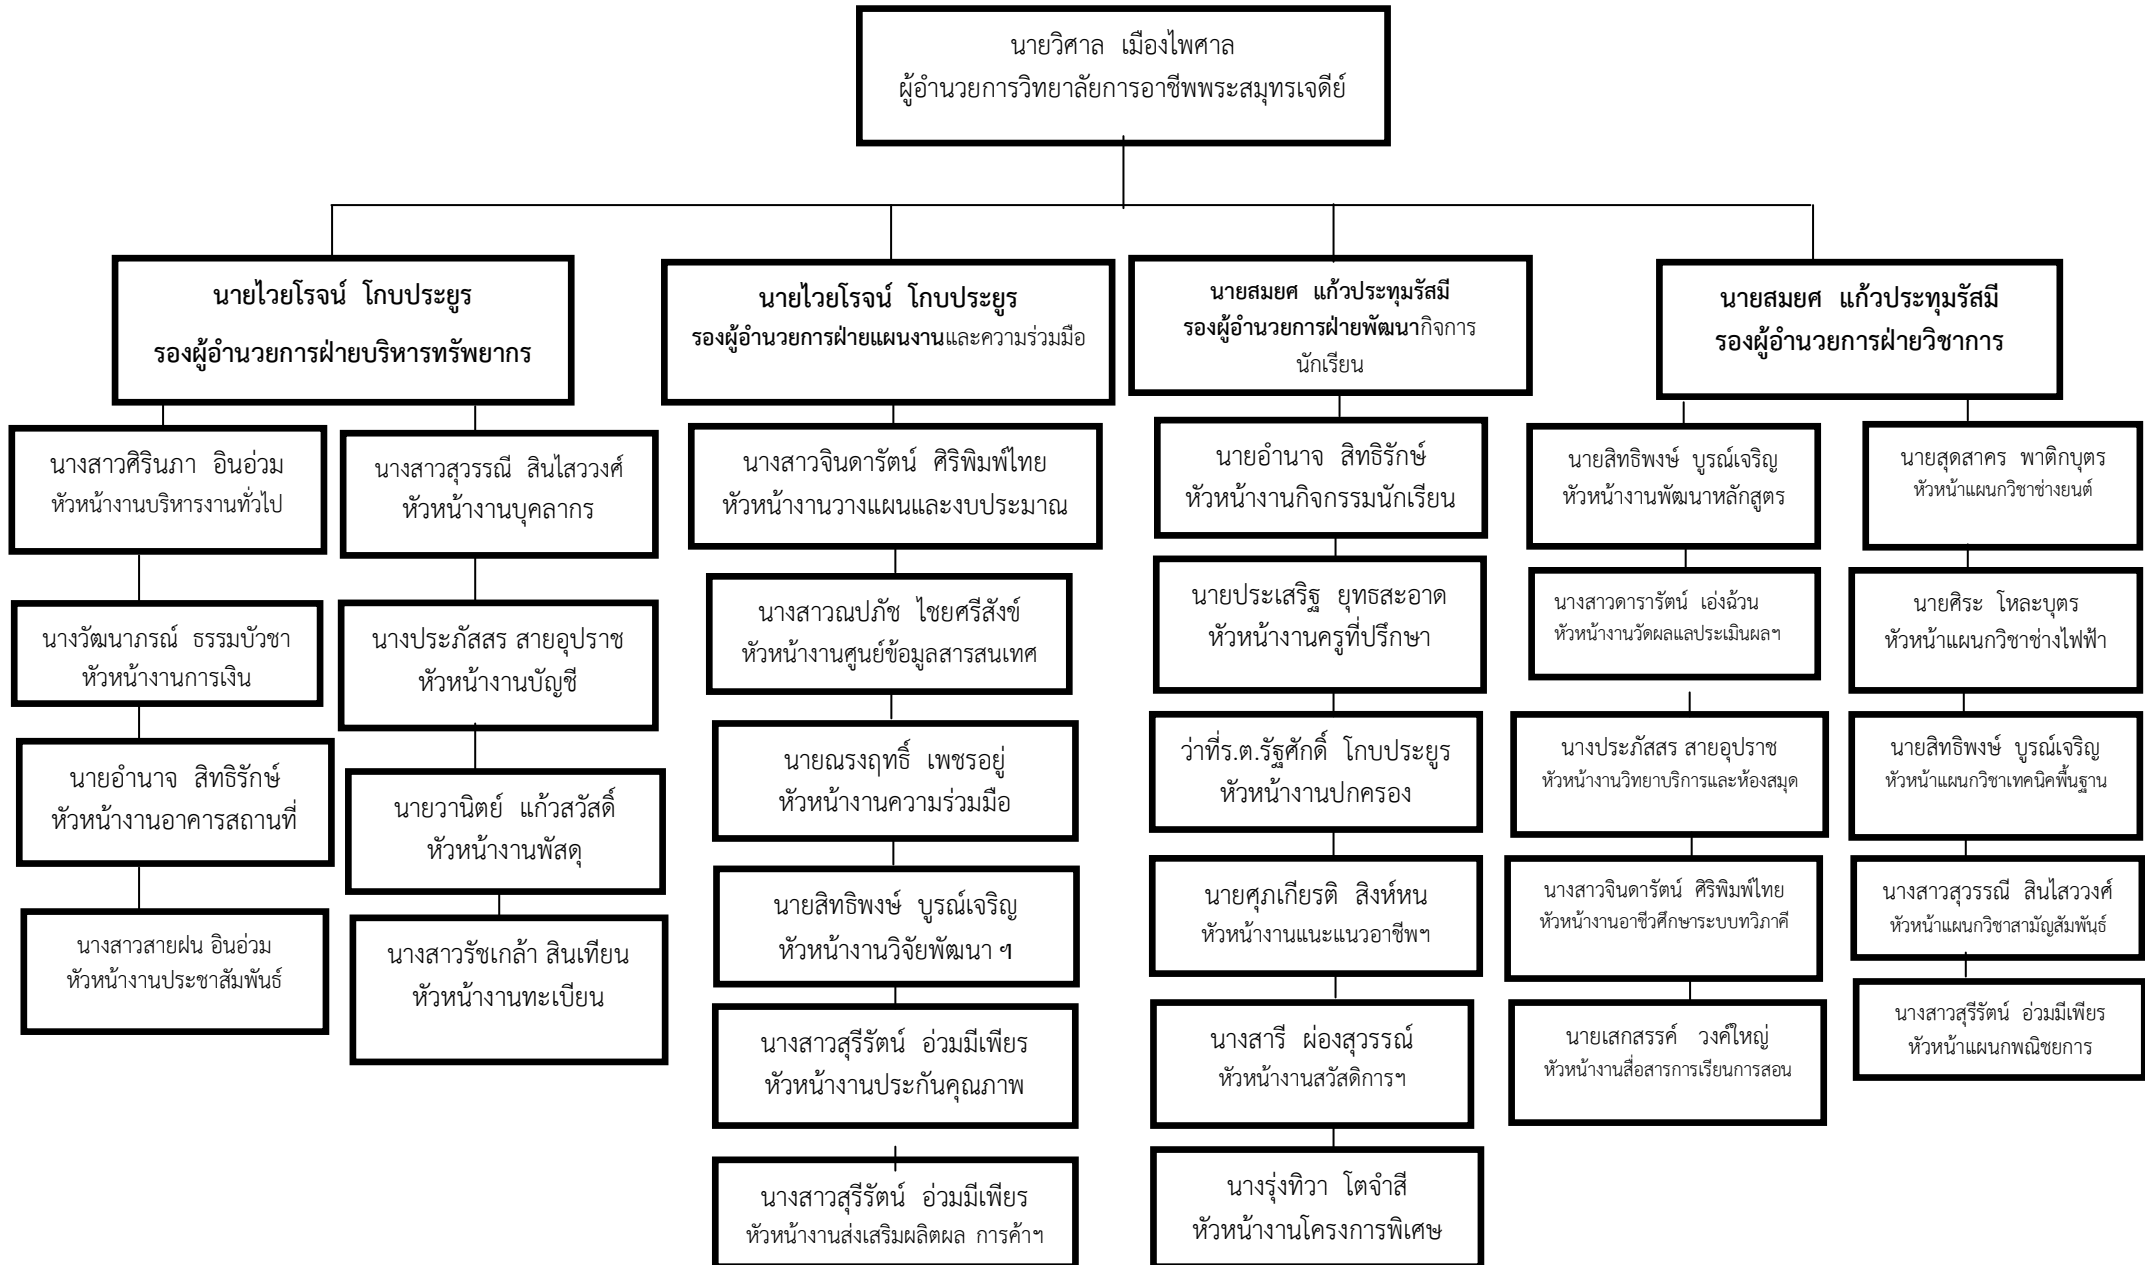 นายวิศาล เมืองไพศาล
ผู้อำนวยการวิทยาลัยการอาชีพพระสมุทรเจดีย์
นายไวยโรจน์ โกบประยูร
รองผู้อำนวยการฝ่ายบริหารทรัพยากร
นางสาวศิรินภา อินอ่วม
หัวหน้างานบริหารงานทั่วไป
นางวัฒนาภรณ์ ธรรมบัวชา
หัวหน้างานการเงิน
นายอำนาจ สิทธิรักษ์
หัวหน้างานอาคารสถานที่
นางสาวสายฝน อินอ่วม
หัวหน้างานประชาสัมพันธ์
นางสาวสุวรรณี สินไสววงศ์
หัวหน้างานบุคลากร
นางประภัสสร สายอุปราช
หัวหน้างานบัญชี
นายวานิตย์ แก้วสวัสดิ์
หัวหน้างานพัสดุ
นางสาวรัชเกล้า สินเทียน
หัวหน้างานทะเบียน
นายไวยโรจน์ โกบประยูร
รองผู้อำนวยการฝ่ายแผนงานและความร่วมมือ
นางสาวจินดารัตน์ ศิริพิมพ์ไทย
หัวหน้างานวางแผนและงบประมาณ
นางสาวณปภัช ไชยศรีสังข์
หัวหน้างานศูนย์ข้อมูลสารสนเทศ
นายณรงฤทธิ์ เพชรอยู่
หัวหน้างานความร่วมมือ
นายสิทธิพงษ์ บูรณ์เจริญ
หัวหน้างานวิจัยพัฒนา ฯ
นางสาวสุรีรัตน์ อ่วมมีเพียร
หัวหน้างานประกันคุณภาพ
นางสาวสุรีรัตน์ อ่วมมีเพียร
หัวหน้างานส่งเสริมผลิตผล การค้าฯ
นายสมยศ แก้วประทุมรัสมี
รองผู้อำนวยการฝ่ายพัฒนากิจการ
นักเรียน
นายอำนาจ สิทธิรักษ์
หัวหน้างานกิจกรรมนักเรียน
นายประเสริฐ ยุทธสะอาด
หัวหน้างานครูที่ปรึกษา
ว่าที่ร.ต.รัฐศักดิ์ โกบประยูร
หัวหน้างานปกครอง
นายศุภเกียรติ สิงห์หน
หัวหน้างานแนะแนวอาชีพฯ
นางสารี ผ่องสุวรรณ์
หัวหน้างานสวัสดิการฯ
นางรุ่งทิวา โตจำสี
หัวหน้างานโครงการพิเศษ
นายสมยศ แก้วประทุมรัสมี
รองผู้อำนวยการฝ่ายวิชาการ
นายสิทธิพงษ์ บูรณ์เจริญ
หัวหน้างานพัฒนาหลักสูตร
นางสาวดารารัตน์ เอ่งฉ้วน
หัวหน้างานวัดผลแลประเมินผลฯ
นางประภัสสร สายอุปราช
หัวหน้างานวิทยาบริการและห้องสมุด
นางสาวจินดารัตน์ ศิริพิมพ์ไทย
หัวหน้างานอาชีวศึกษาระบบทวิภาคี
นายเสกสรรค์ วงค์ใหญ่
หัวหน้างานสื่อสารการเรียนการสอน
นายสุดสาคร พาติกบุตร
หัวหน้าแผนกวิชาช่างยนต์
นายศิระ โหละบุตร
หัวหน้าแผนกวิชาช่างไฟฟ้า
นายสิทธิพงษ์ บูรณ์เจริญ
หัวหน้าแผนกวิชาเทคนิคพื้นฐาน
นางสาวสุวรรณี สินไสววงศ์
หัวหน้าแผนกวิชาสามัญสัมพันธ์
นางสาวสุรีรัตน์ อ่วมมีเพียร
หัวหน้าแผนกพณิชยการ